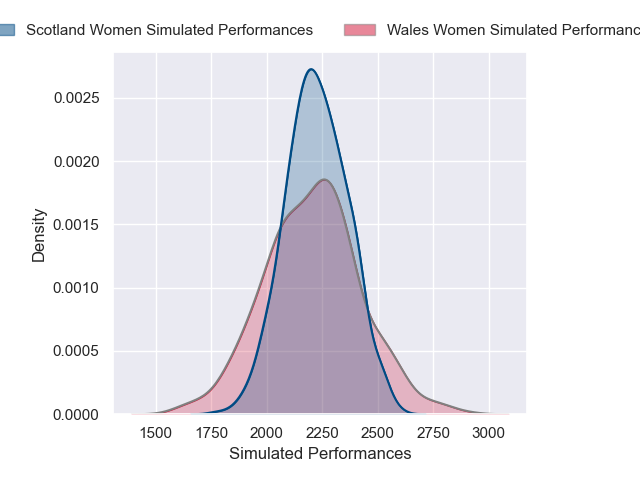 Scotland Women Simulated Performances
Wales Women Simulated Performanc
Density
0.0025
0.0020
0.0015
0.0010
0.0005
0.0000
1500 1750 2000 2250 2500 2750 3000
Simulated Performances